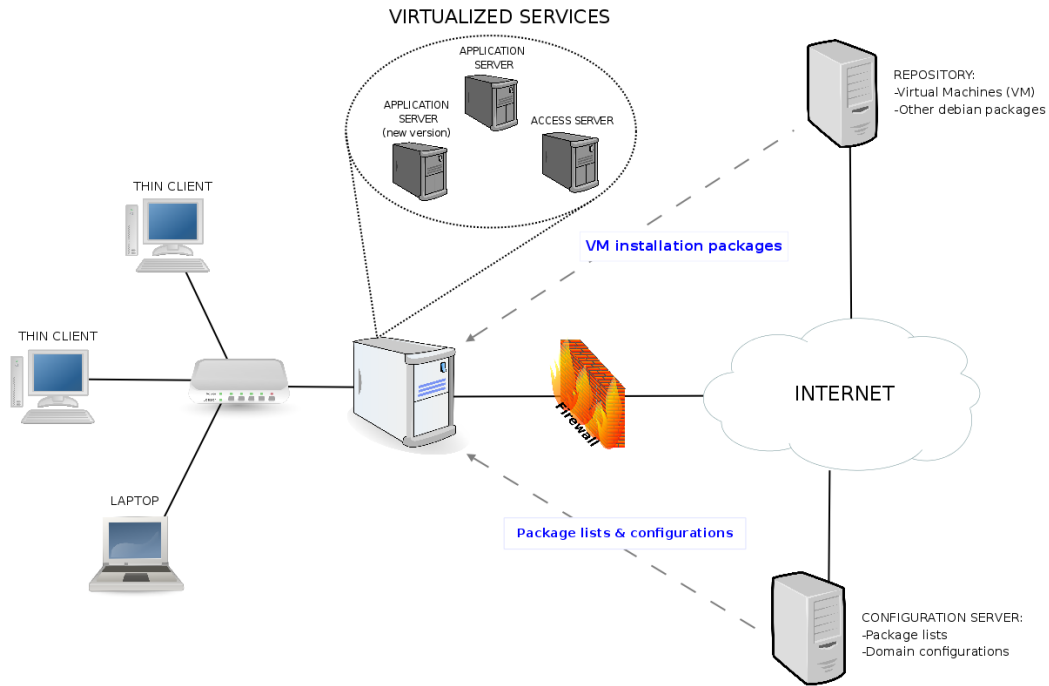 VIRTUALIZED SERVICES
APPLICATION
SERVER
APPLICATION
SERVER
(new version)
ACCESS SERVER
REPOSITORY:
-Virtual Machines (VM)
-Other debian packages
THIN CLIENT
VM installation packages
THIN CLIENT
INTERNET
Firewall
LAPTOP
Package lists & configurations
CONFIGURATION SERVER:
-Package lists
-Domain configurations